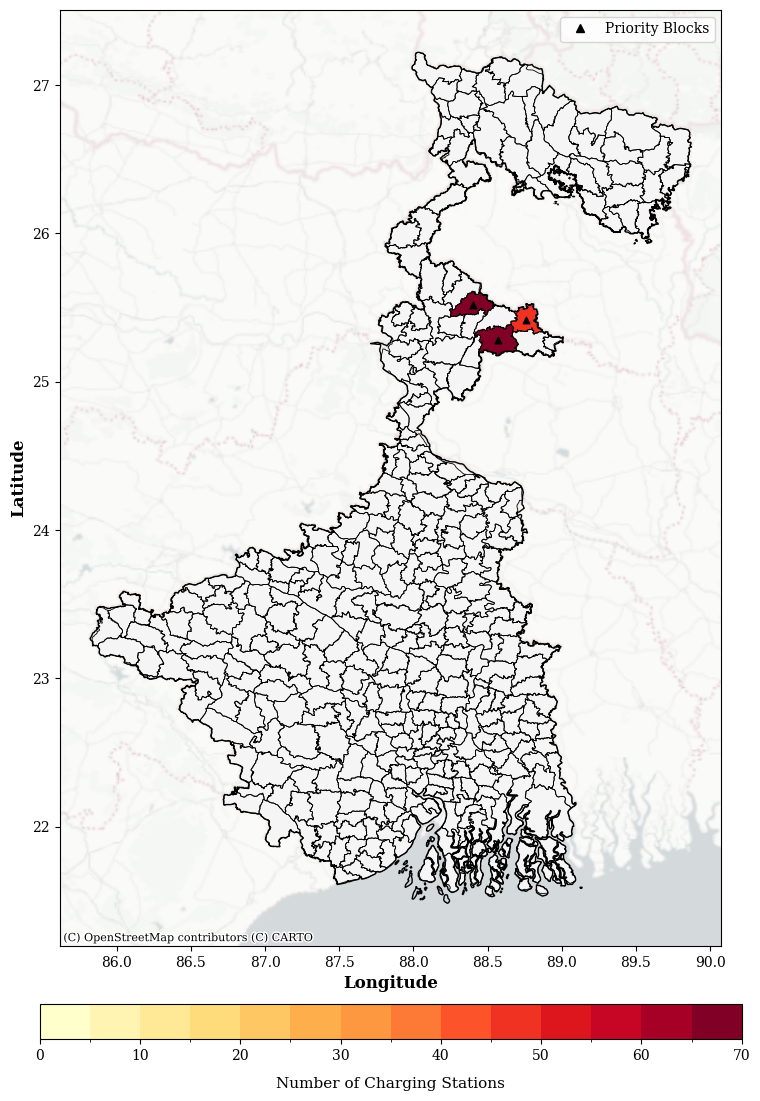 Priority Blocks
27
26
25
24
23
22
Latitude
(C) OpenStreetMap contributors (C) CARTO
86.0 86.5 87.0 87.5 88.0 88.5 89.0 89.5 90.0
Longitude
0 10 20 30 40 50 60 70
Number of Charging Stations